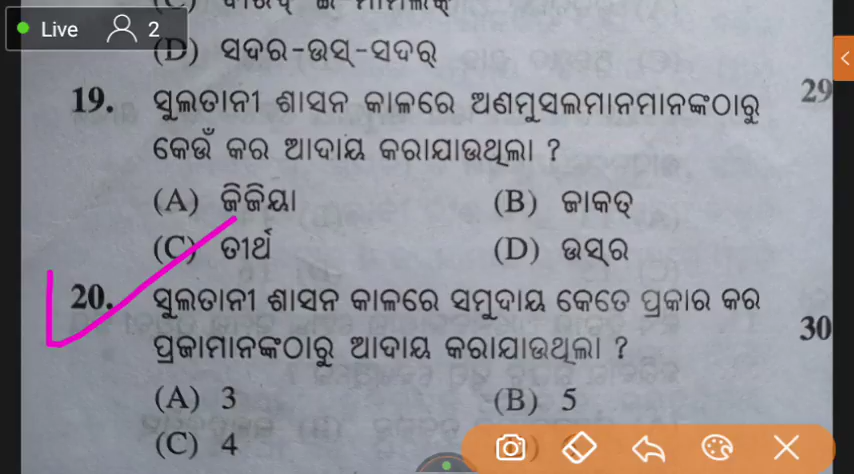 Live 2
(D) ସଦର-ଉସ୍-ସଦର୍
19. ସୁଲତାନୀ ଶାସନ କାଳରେ ଅଣମୁସଲମାନମାନଙ୍କଠାରୁ
କେଉଁ କର ଆଦାୟ କରାଯାଉଥିଲା ?
(A) ଜିଜିୟା (B) ଜାକତ୍
(C) ତୀର୍ଥ (D) ଉସ୍‌ର
20. ସୁଲତାନୀ ଶାସନ କାଳରେ ସମୁଦାୟ କେତେ ପ୍ରକାର କର
ପ୍ରଜାମାନଙ୍କଠାରୁ ଆଦାୟ କରାଯାଉଥିଲା ?
(A) 3 (B) 5
(C) 4
29
30